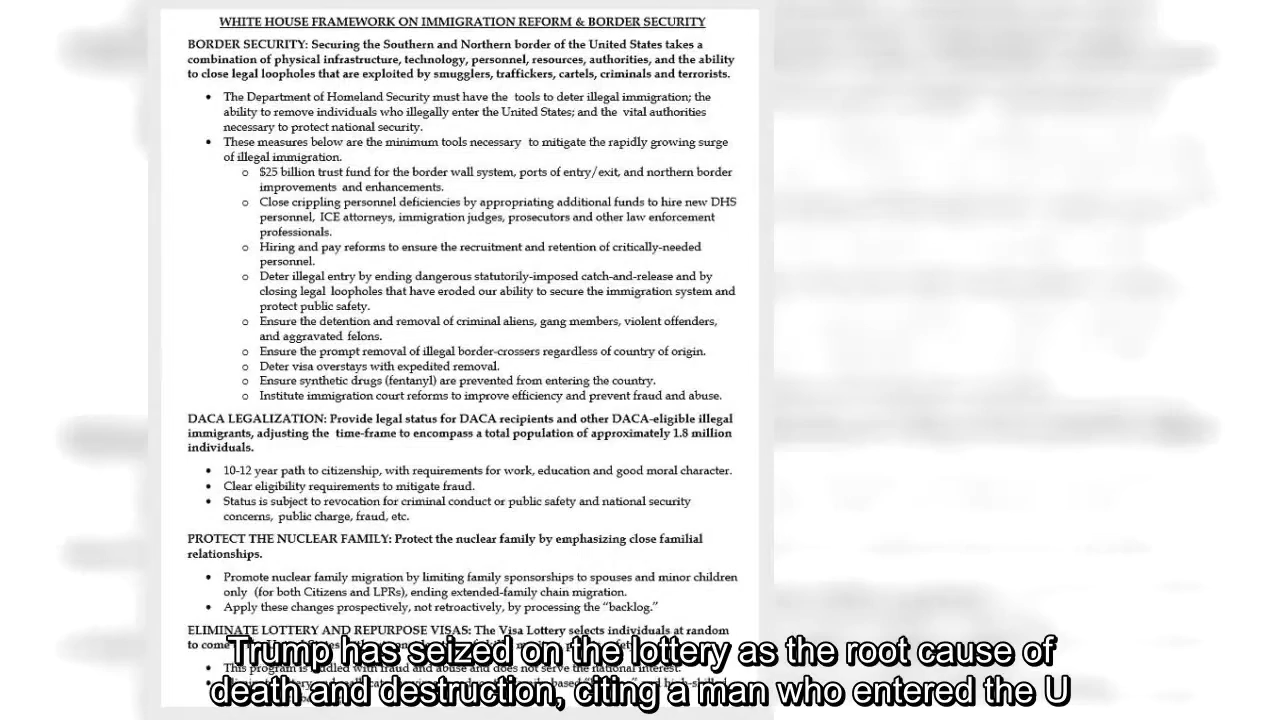 WHITE HOUSE FRAMEWORK ON IMMIGRATION REFORM & BORDER SECURITY
BORDER SECURITY: Securing the Southern and Northern border of the United States takes a
combination of physical infrastructure, technology, personnel, resources, authorities, and the ability
to close legal loopholes that are exploited by smugglers, traffickers, cartels, criminals and terrorists.
• The Department of Homeland Security must have the tools to deter illegal immigration; the
ability to remove individuals who illegally enter the United States; and the vital authorities
necessary to protect national security.
• These measures below are the minimum tools necessary to mitigate the rapidly growing surge
of illegal immigration.
o $25 billion trust fund for the border wall system, ports of entry/exit, and northern border
improvements and enhancements.
o Close crippling personnel deficiencies by appropriating additional funds to hire new DHS
personnel, ICE attorneys, immigration judges, prosecutors and other law enforcement
professionals.
o Hiring and pay reforms to ensure the recruitment and retention of critically-needed
personnel.
o Deter illegal entry by ending dangerous statutorily-imposed catch-and-release and by
closing legal loopholes that have eroded our ability to secure the immigration system and
protect public safety.
o Ensure the detention and removal of criminal aliens, gang members, violent offenders,
and aggravated felons.
o Ensure the prompt removal of illegal border-crossers regardless of country of origin.
o Deter visa overstays with expedited removal.
o Ensure synthetic drugs (fentanyl) are prevented from entering the country.
o Institute immigration court reforms to improve efficiency and prevent fraud and abuse.
DACA LEGALIZATION: Provide legal status for DACA recipients and other DACA-eligible illegal
immigrants, adjusting the time-frame to encompass a total population of approximately 1.8 million
individuals.
• 10-12 year path to citizenship, with requirements for work, education and good moral character.
• Clear eligibility requirements to mitigate fraud.
• Status is subject to revocation for criminal conduct or public safety and national security
concerns, public charge, fraud, etc.
PROTECT THE NUCLEAR FAMILY: Protect the nuclear family by emphasizing close familial
relationships.
• Promote nuclear family migration by limiting family sponsorships to spouses and minor children
only (for both Citizens and LPRs), ending extended-family chain migration.
• Apply these changes prospectively, not retroactively, by processing the “backlog.”
ELIMINATE LOTTERY AND REPURPOSE VISAS: The Visa Lottery selects individuals at random
to come
• This program is riddled with fraud and abuse and does not serve the national interest.
Trump has seized on the lottery as the root cause of
death and destruction, citing a man who entered the U